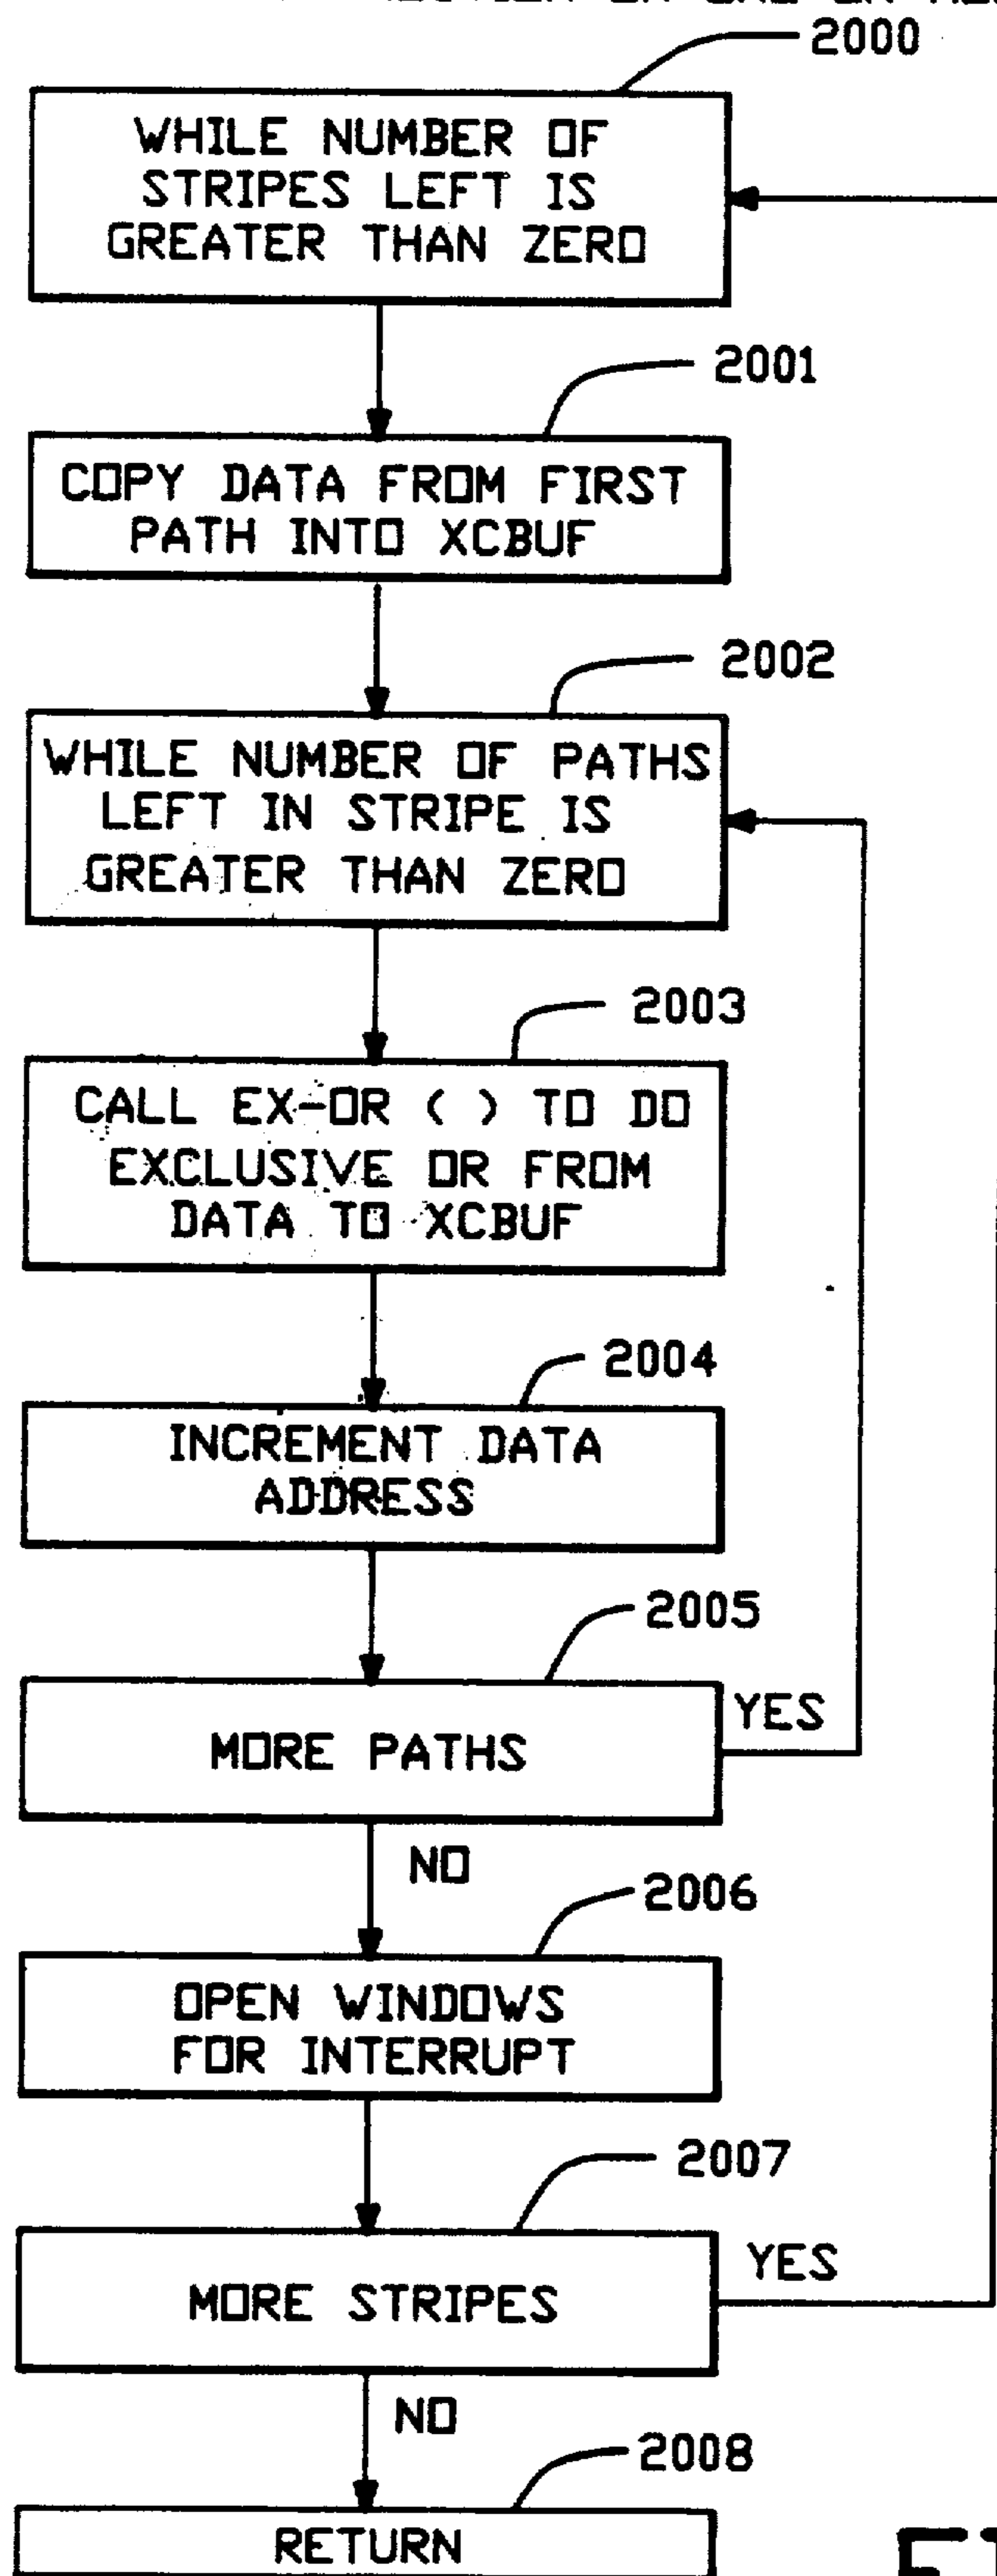 2000
WHILE NUMBER OF
STRIPES LEFT IS
GREATER THAN ZERO
2001
COPY DATA FROM FIRST
PATH INTO XCBUF
2002
WHILE NUMBER OF PATHS
LEFT IN STRIPE IS
GREATER THAN ZERO
2003
CALL EX-OR ( ) TO DO
EXCLUSIVE OR FROM
DATA TO XCBUF
2004
INCREMENT DATA
ADDRESS
2005
MORE PATHS
YES
NO
2006
OPEN WINDOWS
FOR INTERRUPT
2007
MORE STRIPES
YES
NO
2008
RETURN